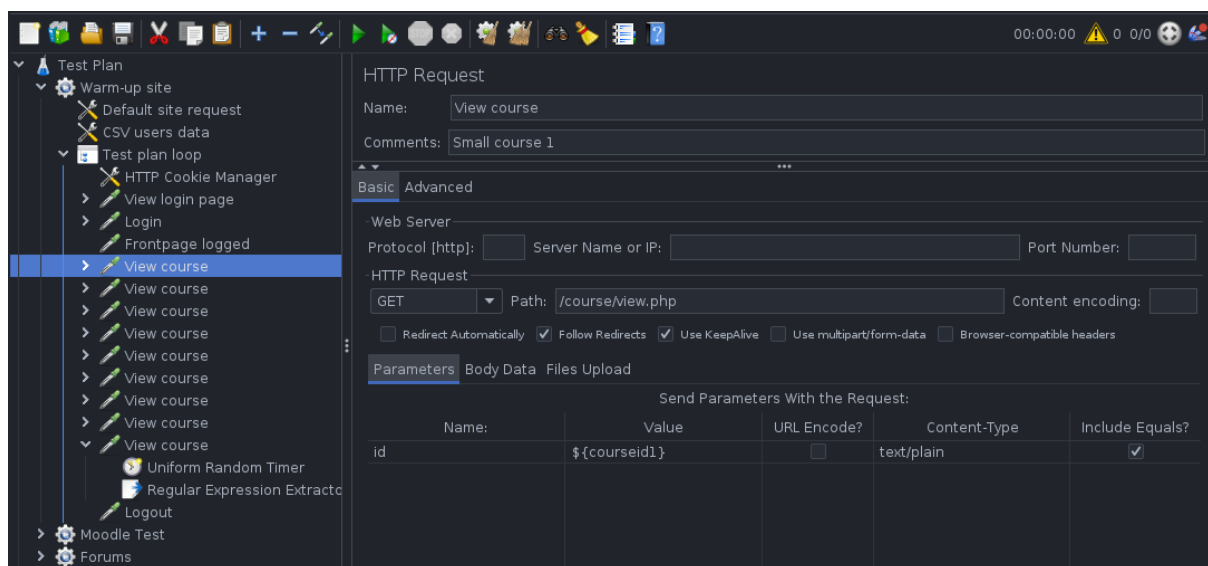 00:00:00 0 0/0
Test Plan
Warm-up site
Default site request
CSV users data
Test plan loop
HTTP Cookie Manager
View login page
Login
Frontpage logged
View course
View course
View course
View course
View course
View course
View course
View course
View course
Uniform Random Timer
Regular Expression Extracto
Logout
Moodle Test
Forums
HTTP Request
Name: View course
Comments: Small course 1
Basic Advanced
Web Server
Protocol [http]: Server Name or IP: Port Number:
HTTP Request
GET Path: /course/view.php Content encoding:
Redirect Automatically Follow Redirects Use KeepAlive Use multipart/form-data Browser-compatible headers
Parameters Body Data Files Upload
Send Parameters With the Request:
Name: Value URL Encode? Content-Type Include Equals?
id ${courseid1} text/plain